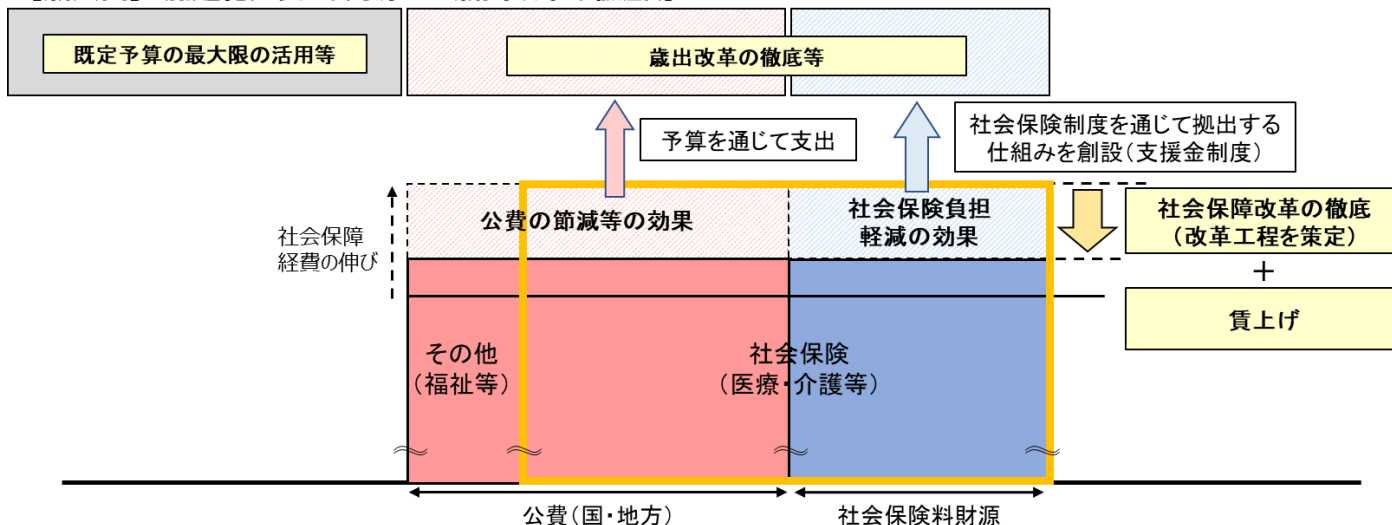 既定予算の最大限の活用等
歳出改革の徹底等
予算を通じて支出
社会保険制度を通じて拠出する
仕組みを創設(支援金制度)
社会保障
経費の伸び
公費の節減等の効果
社会保険負担
軽減の効果
社会保障改革の徹底
(改革工程を策定)
+
賃上げ
その他
(福祉等)
社会保険
(医療・介護等)
公費(国・地方)
社会保険料財源